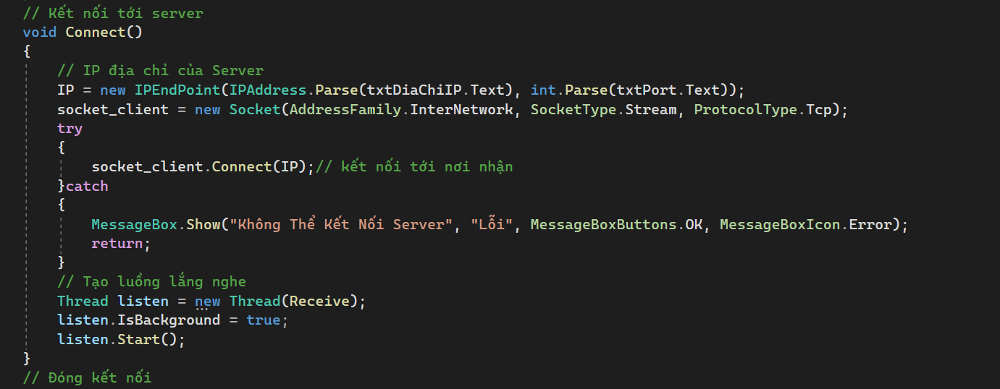 // Kết nối tới server
void Connect()
{
    // IP địa chỉ của Server
    IP = new IPEndPoint(IPAddress.Parse(txtDiaChiIP.Text), int.Parse(txtPort.Text));
    socket_client = new Socket(AddressFamily.InterNetwork, SocketType.Stream, ProtocolType.Tcp);
    try
    {
        socket_client.Connect(IP);// kết nối tới nơi nhận
    }catch
    {
        MessageBox.Show("Không Thể Kết Nối Server", "Lỗi", MessageBoxButtons.OK, MessageBoxIcon.Error);
        return;
    }
    // Tạo luồng lắng nghe
    Thread listen = new Thread(Receive);
    listen.IsBackground = true;
    listen.Start();
}
// Đóng kết nối